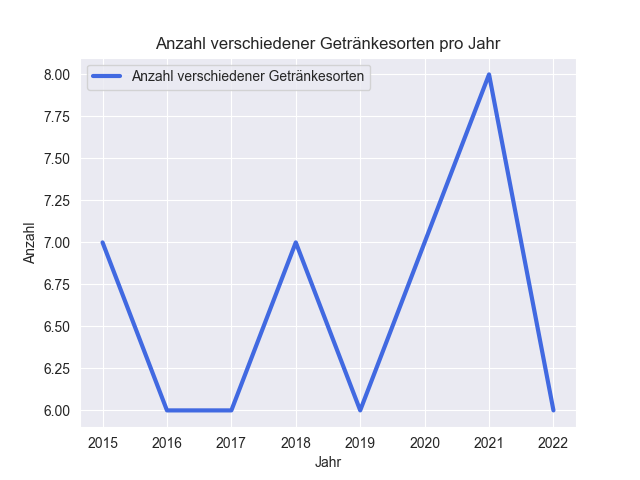 Anzahl verschiedener Getränkesorten pro Jahr
Anzahl verschiedener Getränkesorten
8.00
7.75
7.50
7.25
7.00
6.75
6.50
6.25
6.00
Anzahl
2015 2016 2017 2018 2019 2020 2021 2022
Jahr